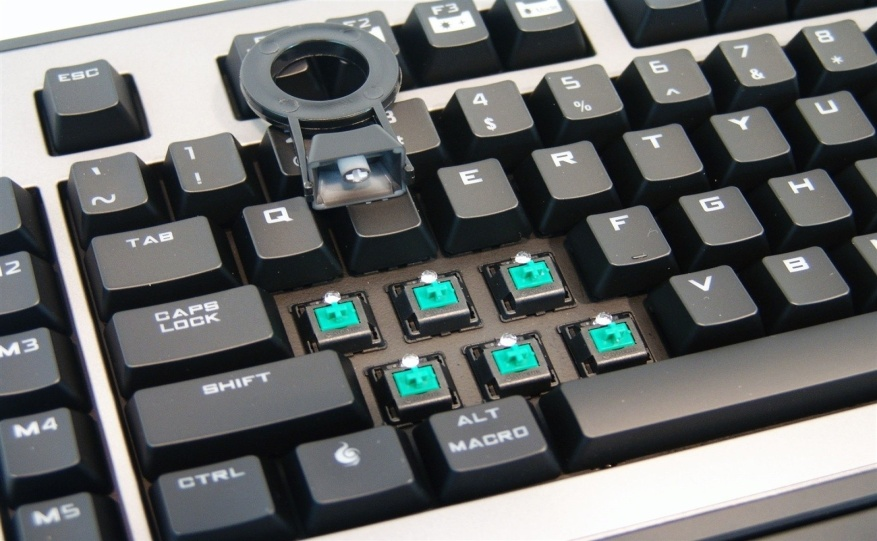 ESC
F2
F3
~
1
!
3
4
$
5
%
6
^
7
&
8
*
TAB
Q
E
R
T
Y
U
CAPS
LOCK
F
G
H
SHIFT
V
B
CTRL
ALT
MACRO
M3
M4
M5